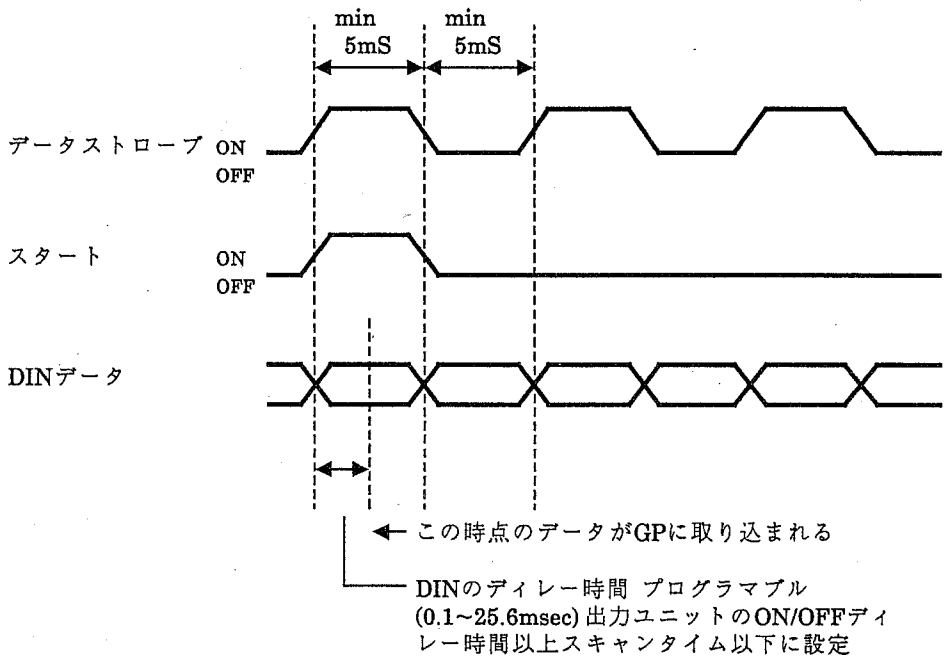 min
5mS
min
5mS
データストローブ ON
OFF
スタート ON
OFF
DINデータ
この時点のデータがGPに取り込まれる
DINのディレー時間 プログラマブル
(0.1~25.6msec) 出力ユニットのON/OFFディ
レー時間以上スキャンタイム以下に設定